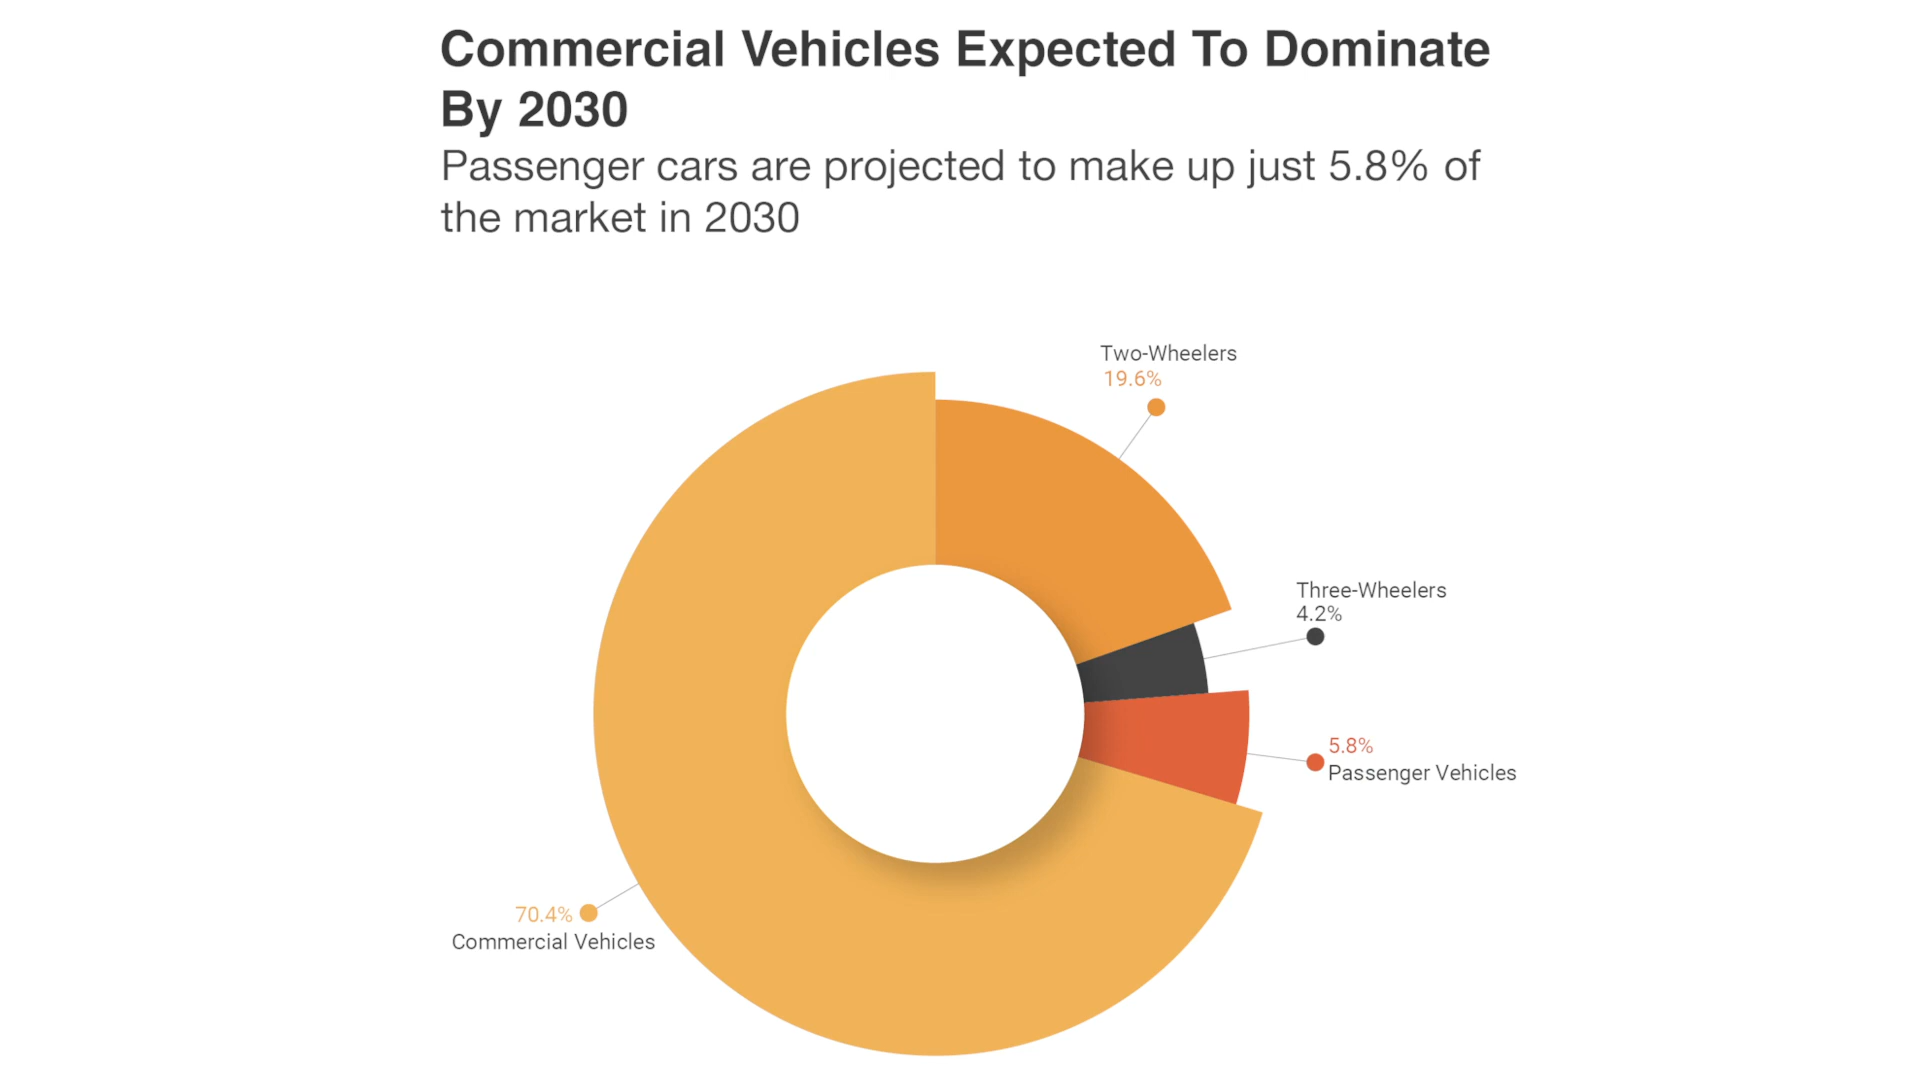 Commercial Vehicles Expected To Dominate
By 2030
Passenger cars are projected to make up just 5.8% of
the market in 2030
Two-Wheelers
19.6%
Three-Wheelers
4.2%
5.8%
Passenger Vehicles
70.4%
Commercial Vehicles